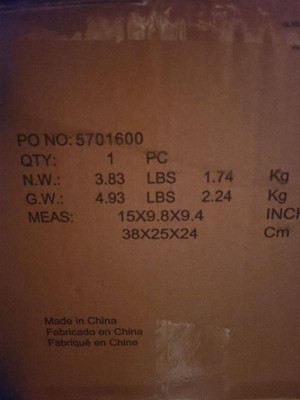 PO NO: 5701600
QTY: 1 PC
N.W.: 3.83 LBS 1.74 Kg
G.W.: 4.93 LBS 2.24 Kg
MEAS: 15X9.8X9.4 INCH
38X25X24 Cm
Made in China
Fabricado en China
Fabriqué en Chine